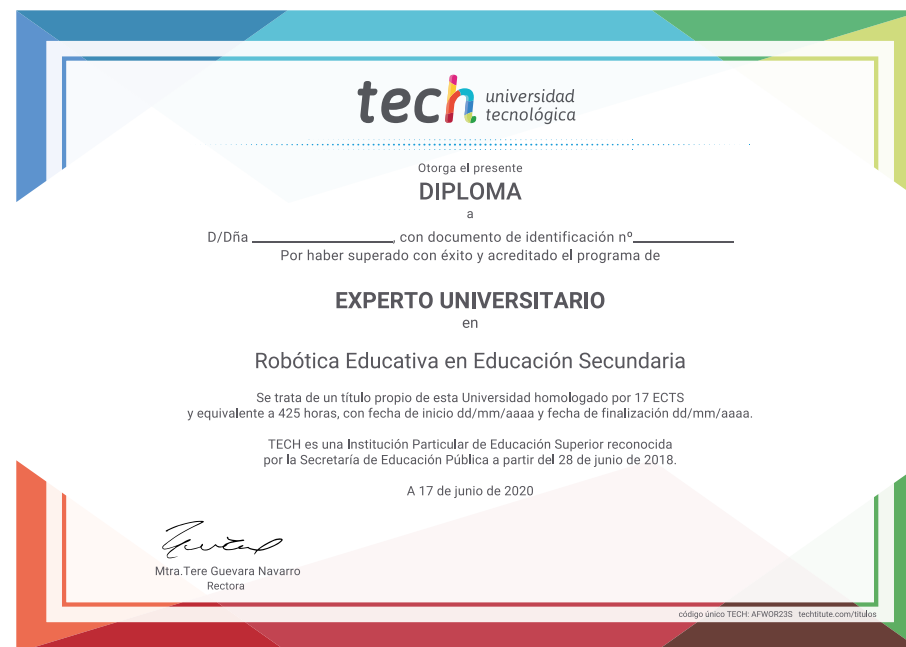 tech universidad
tecnológica
Otorga el presente
DIPLOMA
a
D/Dña ____________________, con documento de identificación nº______________
Por haber superado con éxito y acreditado el programa de
EXPERTO UNIVERSITARIO
en
Robótica Educativa en Educación Secundaria
Se trata de un título propio de esta Universidad homologado por 17 ECTS
y equivalente a 425 horas, con fecha de inicio dd/mm/aaaa y fecha de finalización dd/mm/aaaa.
TECH es una Institución Particular de Educación Superior reconocida
por la Secretaría de Educación Pública a partir del 28 de junio de 2018.
A 17 de junio de 2020
Mtra.Tere Guevara Navarro
Rectora
código único TECH: AFWOR23S techtitute.com/titulos